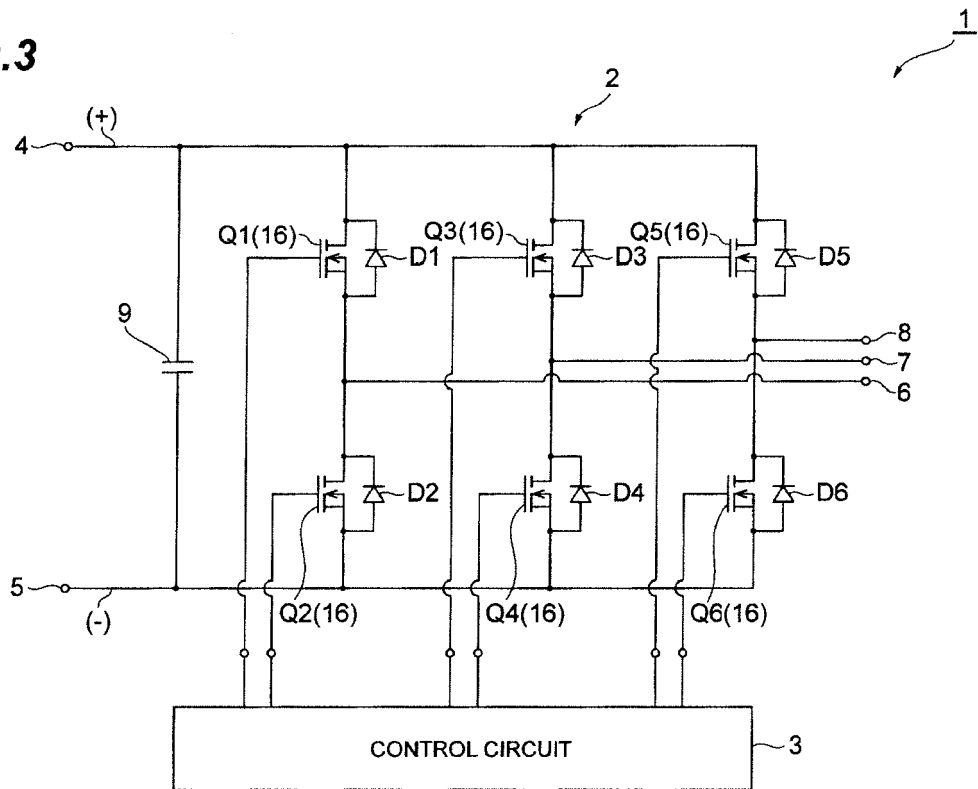 .3
1
2
(+)
4
Q1(16)
D1
Q3(16)
D3
Q5(16)
D5
9
8
7
6
D2
D4
D6
5
(-)
Q2(16)
Q4(16)
Q6(16)
CONTROL CIRCUIT
3